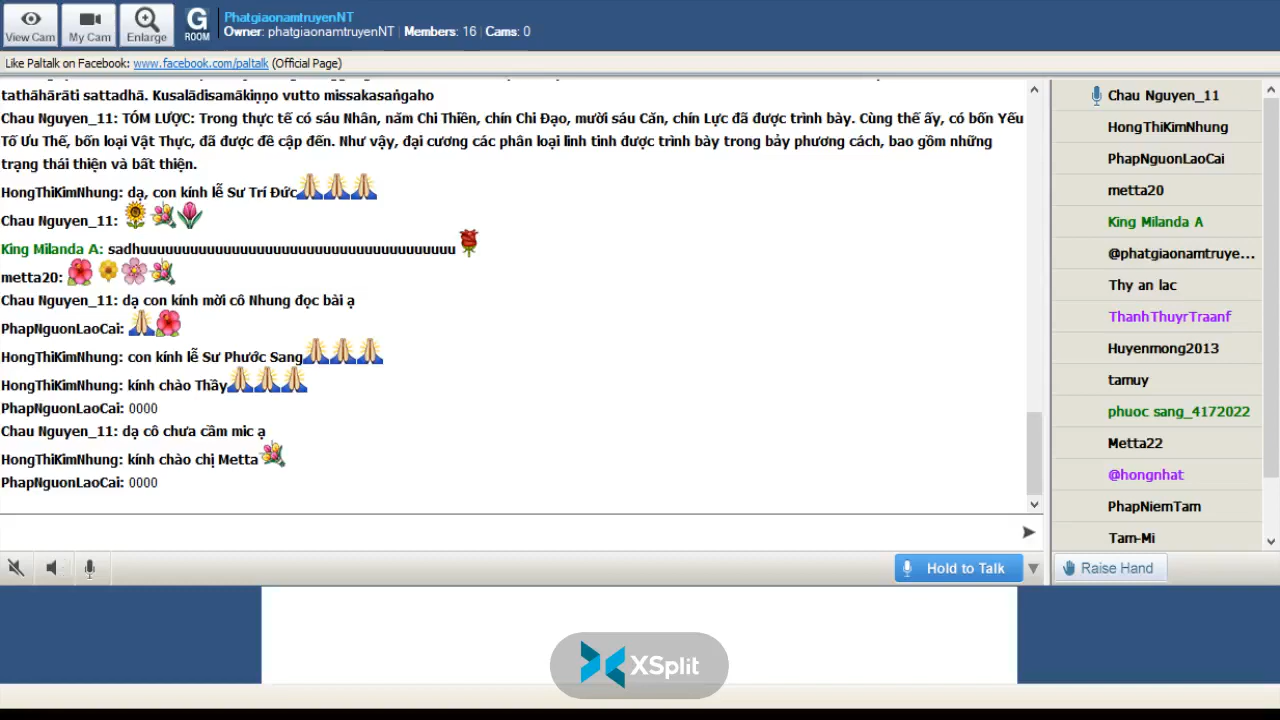 PhatgiaonamtruyenNT
Owner: phatgiaonamtruyenNT | Members: 16 | Cams: 0
View Cam
My Cam
Enlarge
G ROOM
Like Paltalk on Facebook: www.facebook.com/paltalk (Official Page)
tathāhārāti sattadhā. Kusalādisamākiṇṇo vutto missakasaṅgaho
Chau Nguyen_11: TÓM LƯỢC: Trong thực tế có sáu Nhân, năm Chi Thiền, chín Chi Đạo, mười sáu Căn, chín Lực đã được trình bày. Cùng thế ấy, có bốn Yếu
Tố Ưu Thế, bốn loại Vật Thực, đã được đề cập đến. Như vậy, đại cương các phân loại linh tinh được trình bày trong bảy phương cách, bao gồm những
trạng thái thiện và bất thiện.
HongThiKimNhung: dạ, con kính lễ Sư Trí Đức
Chau Nguyen_11:
King Milanda A: sadhuuuuuuuuuuuuuuuuuuuuuuuuuuuuuuuuuuuuuu
metta20:
Chau Nguyen_11: dạ con kính mời cô Nhung đọc bài ạ
PhapNguonLaoCai:
HongThiKimNhung: con kính lễ Sư Phước Sang
HongThiKimNhung: kính chào Thầy
PhapNguonLaoCai: 0000
Chau Nguyen_11: dạ cô chưa cầm mic ạ
HongThiKimNhung: kính chào chị Metta
PhapNguonLaoCai: 0000
Chau Nguyen_11
HongThiKimNhung
PhapNguonLaoCai
metta20
King Milanda A
@phatgiaonamtruye...
Thy an lac
ThanhThuyrTraanf
Huyenmong2013
tamuy
phuoc sang_4172022
Metta22
@hongnhat
PhapNiemTam
Tam-Mi
Hold to Talk
Raise Hand
XSplit